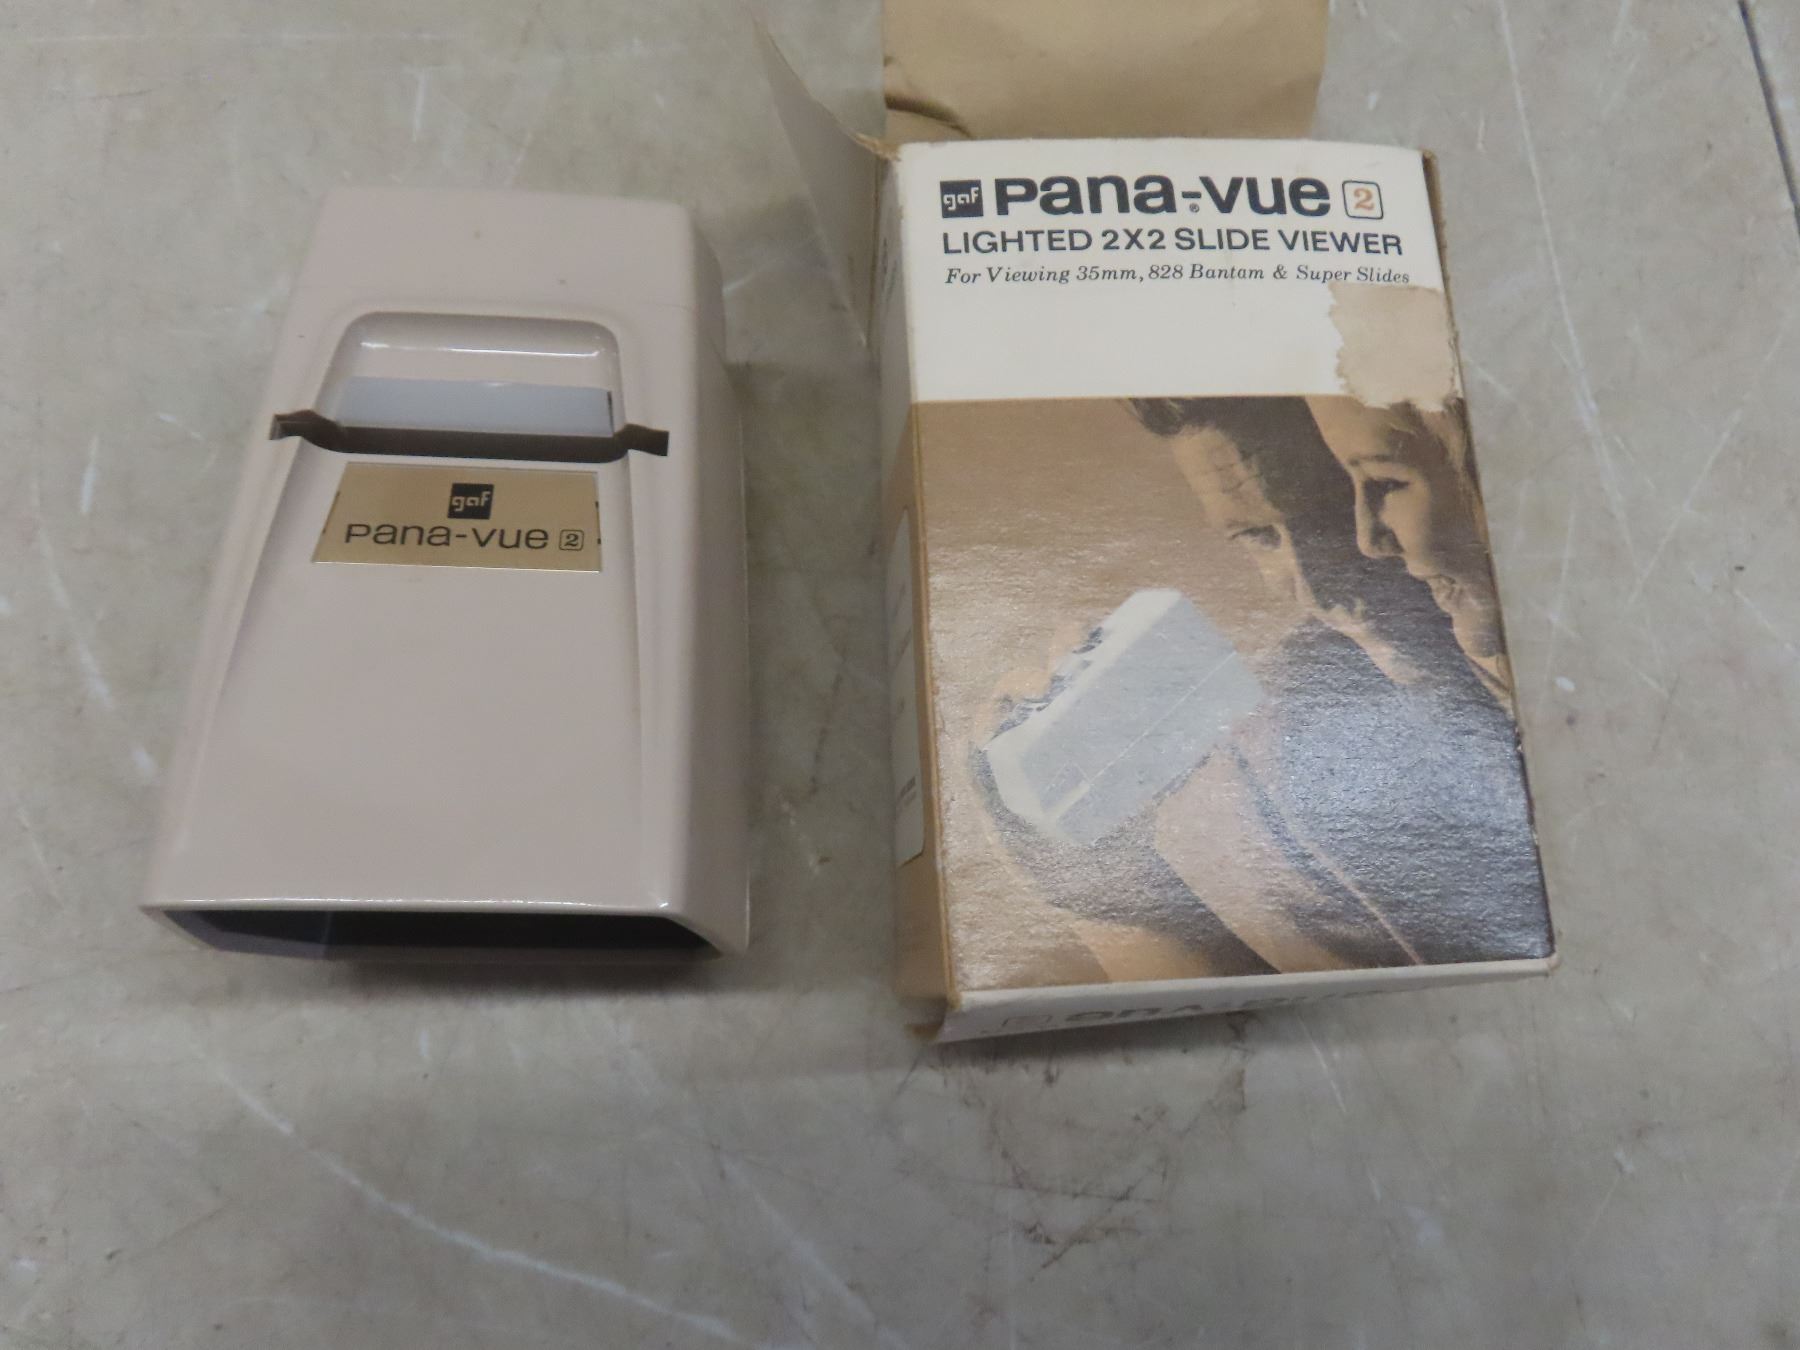 gaf
pana-vue 2
gaf pana-vue ® 2
LIGHTED 2X2 SLIDE VIEWER
For Viewing 35mm, 828 Bantam & Super Slides